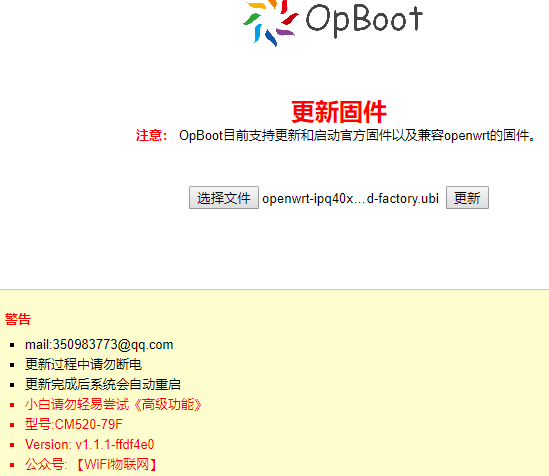 OpBoot
更新固件
注意: OpBoot目前支持更新和启动官方固件以及兼容openwrt的固件。
选择文件 openwrt-ipq40x...d-factory.ubi 更新
警告
mail:350983773@qq.com
更新过程中请勿断电
更新完成后系统会自动重启
小白请勿轻易尝试《高级功能》
型号:CM520-79F
Version: v1.1.1-ffdf4e0
公众号: 【WiFi物联网】